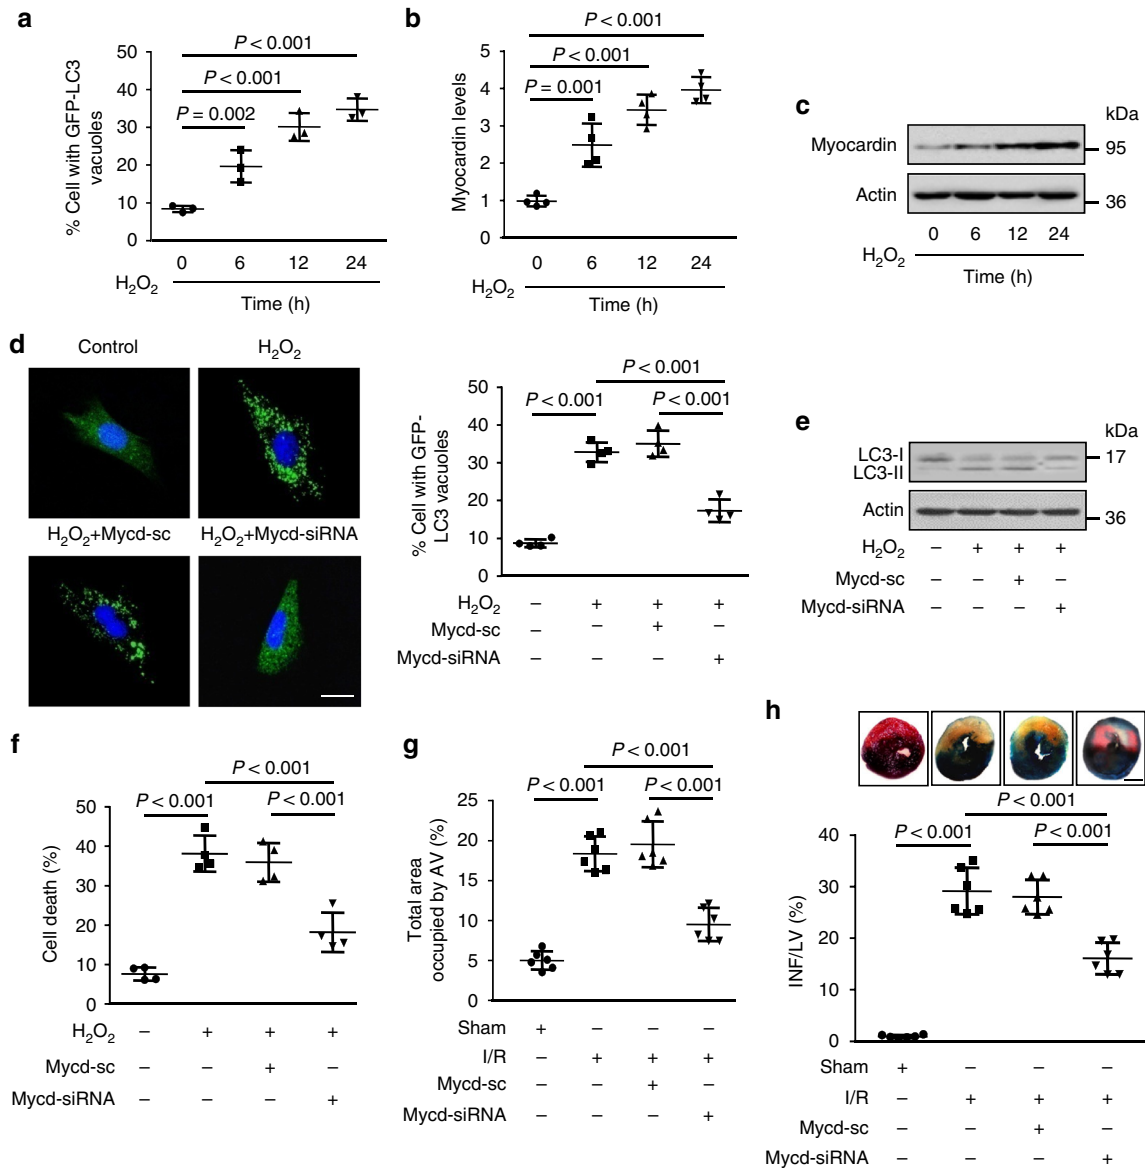 a
P < 0.001
P < 0.001
P = 0.002
% Cell with GFP-LC3
vacuoles
50
40
30
20
10
0
0 6 12 24
H₂O₂
Time (h)
b
P < 0.001
P < 0.001
P = 0.001
Myocardin levels
5
4
3
2
1
0
0 6 12 24
H₂O₂
Time (h)
c
kDa
Myocardin
95
Actin
36
0 6 12 24
H₂O₂
Time (h)
d
Control H₂O₂
H₂O₂+Mycd-sc H₂O₂+Mycd-siRNA
P < 0.001
P < 0.001 P < 0.001
% Cell with GFP-
LC3 vacuoles
50
40
30
20
10
0
H₂O₂ – + + +
Mycd-sc – – + –
Mycd-siRNA – – – +
e
kDa
LC3-I
17
LC3-II
Actin
36
H₂O₂ – + + +
Mycd-sc – – + –
Mycd-siRNA – – – +
f
P < 0.001
P < 0.001 P < 0.001
Cell death (%)
50
40
30
20
10
0
H₂O₂ – + + +
Mycd-sc – – + –
Mycd-siRNA – – – +
g
P < 0.001
P < 0.001 P < 0.001
Total area
occupied by AV (%)
25
20
15
10
5
0
Sham + – – –
I/R – + + +
Mycd-sc – – + –
Mycd-siRNA – – – +
h
P < 0.001
P < 0.001 P < 0.001
INF/LV (%)
40
30
20
10
0
Sham + – – –
I/R – + + +
Mycd-sc – – + –
Mycd-siRNA – – – +